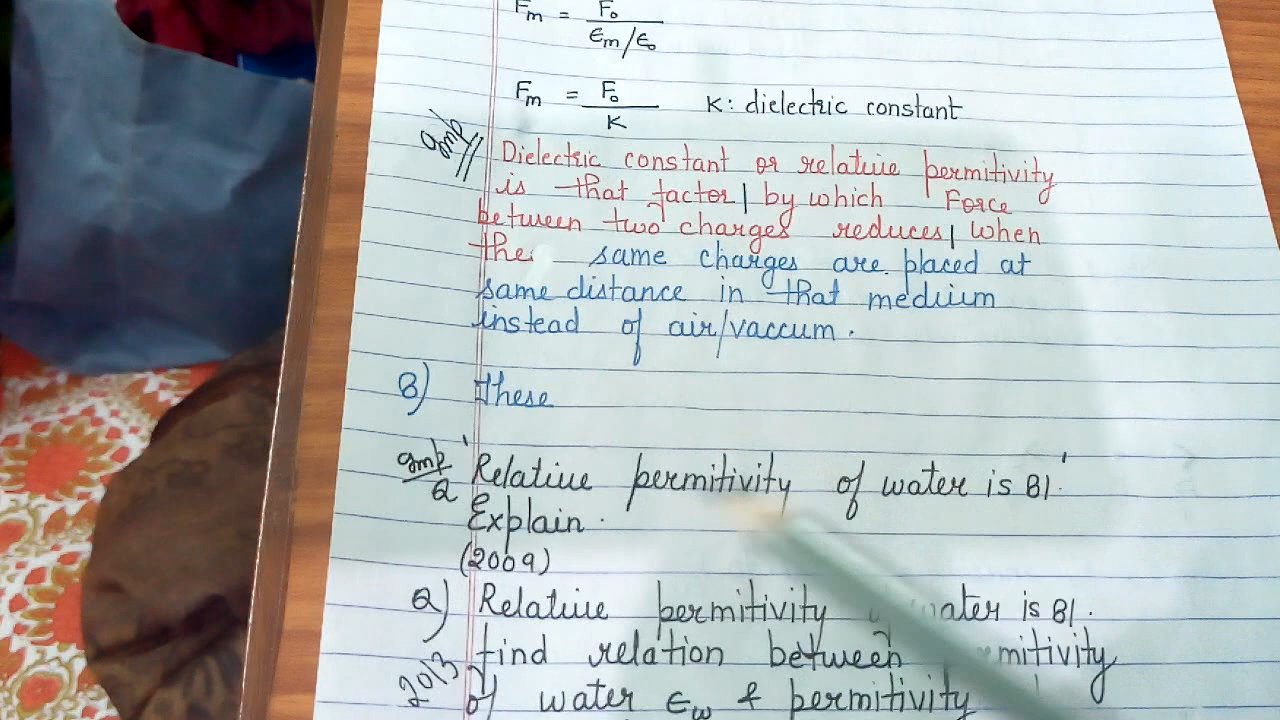 Fm = F₀ / ϵm/ϵ₀
Fm = F₀ / K K: dielectric constant
Imp
Dielectric constant or relative permitivity
is that factor| by which Force
between two charges reduces| when
the same charges are placed at
same distance in that medium
instead of air/vaccum.
8) These
Imp 'Relative permitivity of water is 81.'
Q Explain.
(2009)
Q) Relative permitivity water is 81.
2013 find relation between mitivity
of water ϵw & permitivity